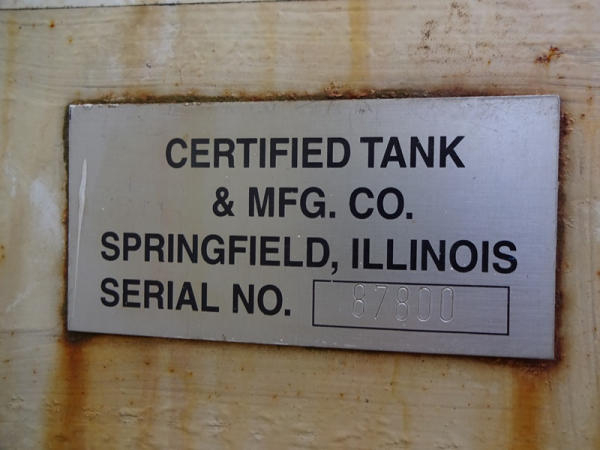 CERTIFIED TANK
& MFG. CO.
SPRINGFIELD, ILLINOIS
SERIAL NO. 87800